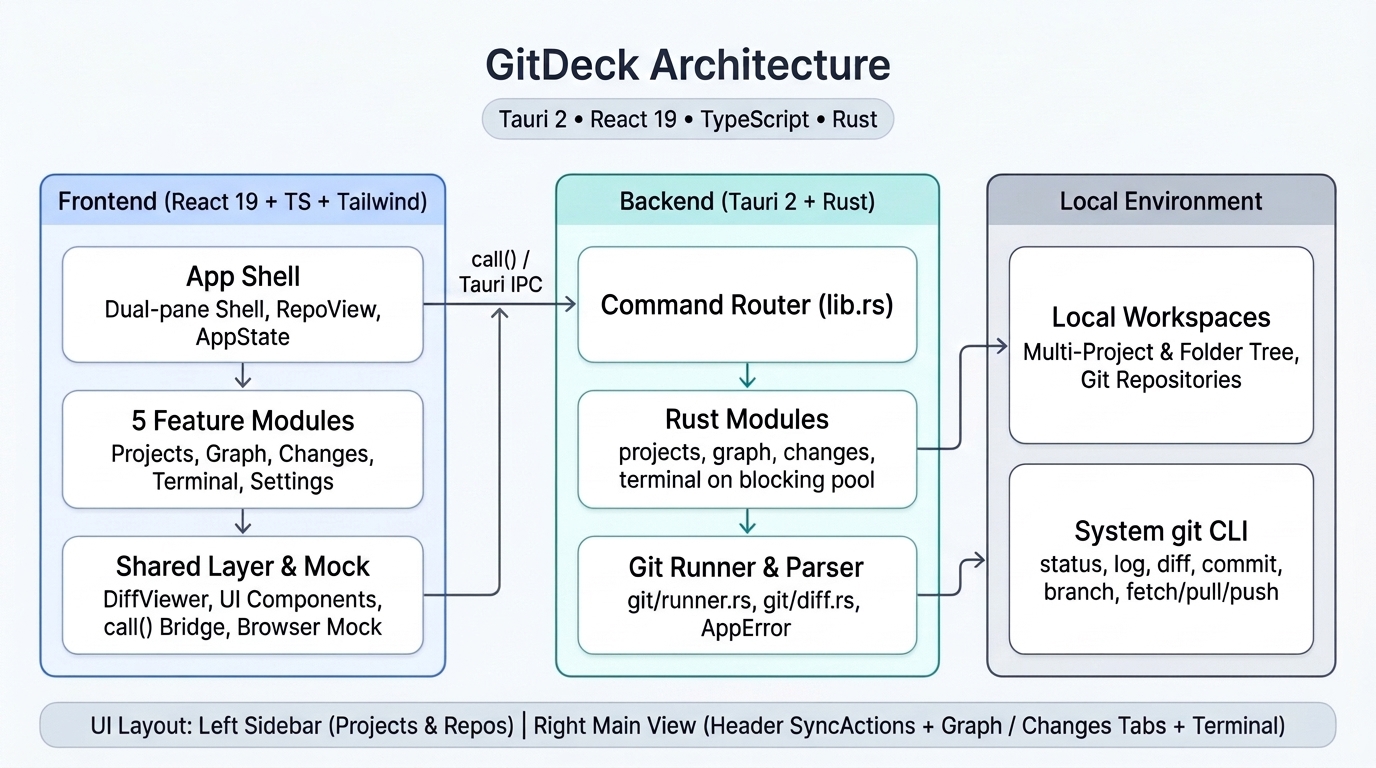 GitDeck Architecture
Tauri 2 • React 19 • TypeScript • Rust
Frontend (React 19 + TS + Tailwind)
App Shell
Dual-pane Shell, RepoView,
AppState
5 Feature Modules
Projects, Graph, Changes,
Terminal, Settings
Shared Layer & Mock
DiffViewer, UI Components,
call() Bridge, Browser Mock
call() /
Tauri IPC
Backend (Tauri 2 + Rust)
Command Router (lib.rs)
Rust Modules
projects, graph, changes,
terminal on blocking pool
Git Runner & Parser
git/runner.rs, git/diff.rs,
AppError
Local Environment
Local Workspaces
Multi-Project & Folder Tree,
Git Repositories
System git CLI
status, log, diff, commit,
branch, fetch/pull/push
UI Layout: Left Sidebar (Projects & Repos) | Right Main View (Header SyncActions + Graph / Changes Tabs + Terminal)